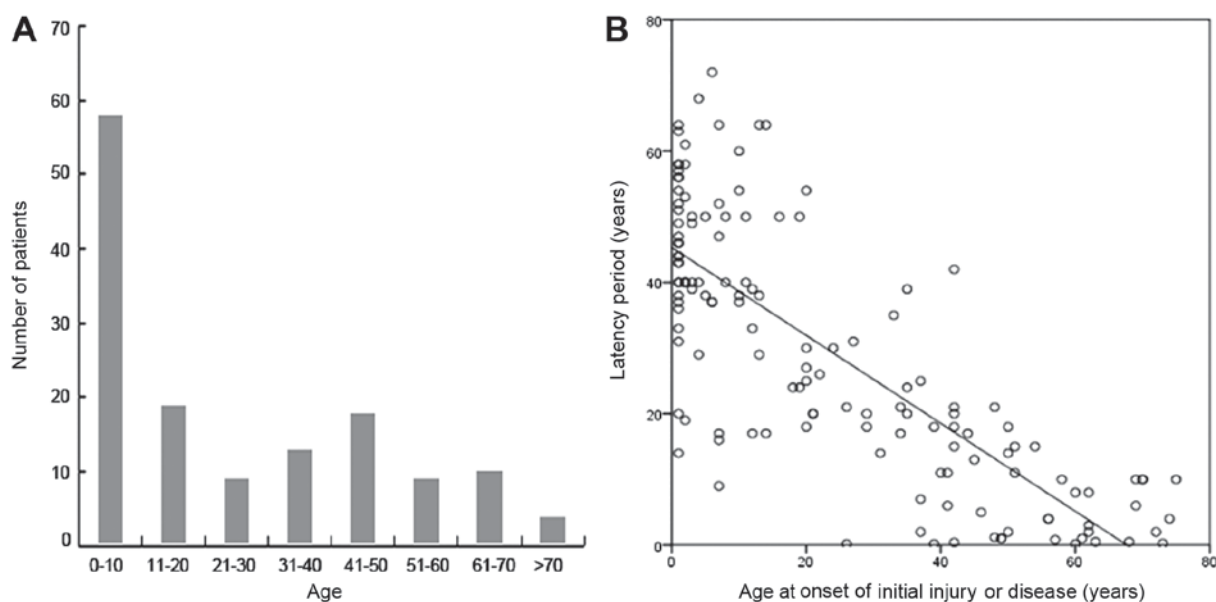 A
70
60
50
40
30
20
10
0
Number of patients
0-10 11-20 21-30 31-40 41-50 51-60 61-70 >70
Age
B
80
60
40
20
0
Latency period (years)
0 20 40 60 80
Age at onset of initial injury or disease (years)